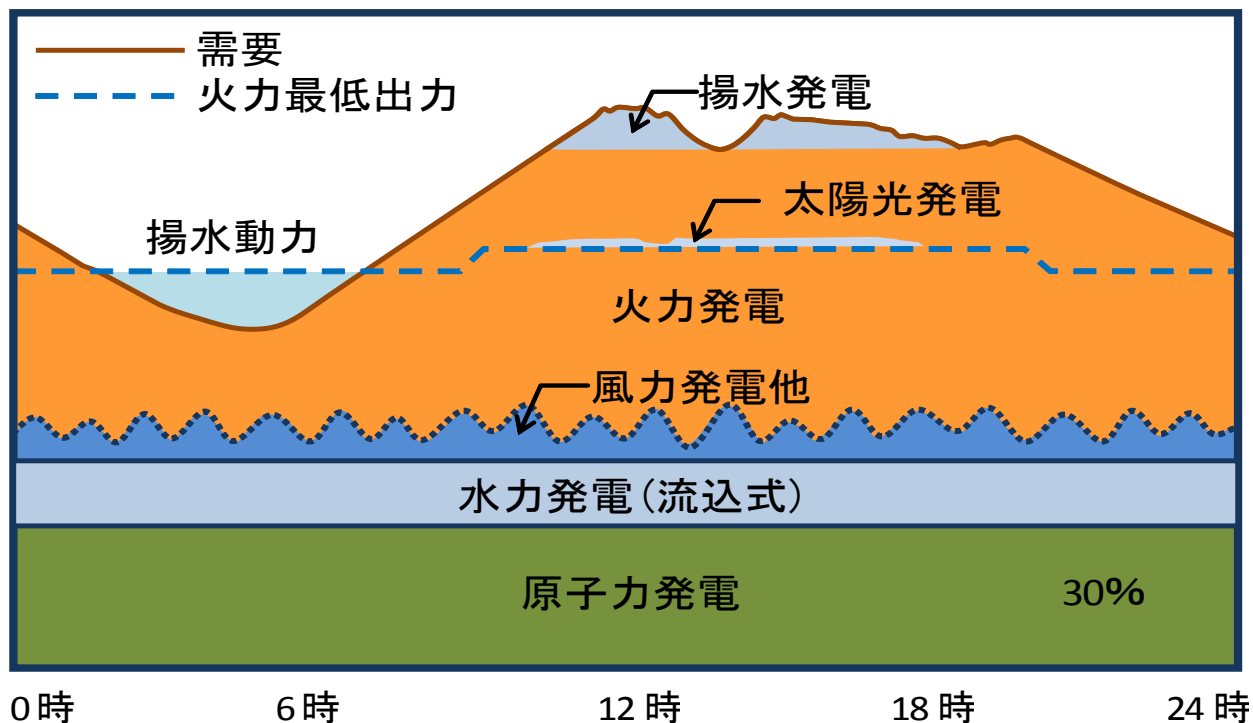 需要
火力最低出力
揚水発電
太陽光発電
揚水動力
火力発電
風力発電他
水力発電(流込式)
原子力発電 30%
0時 6時 12時 18時 24時